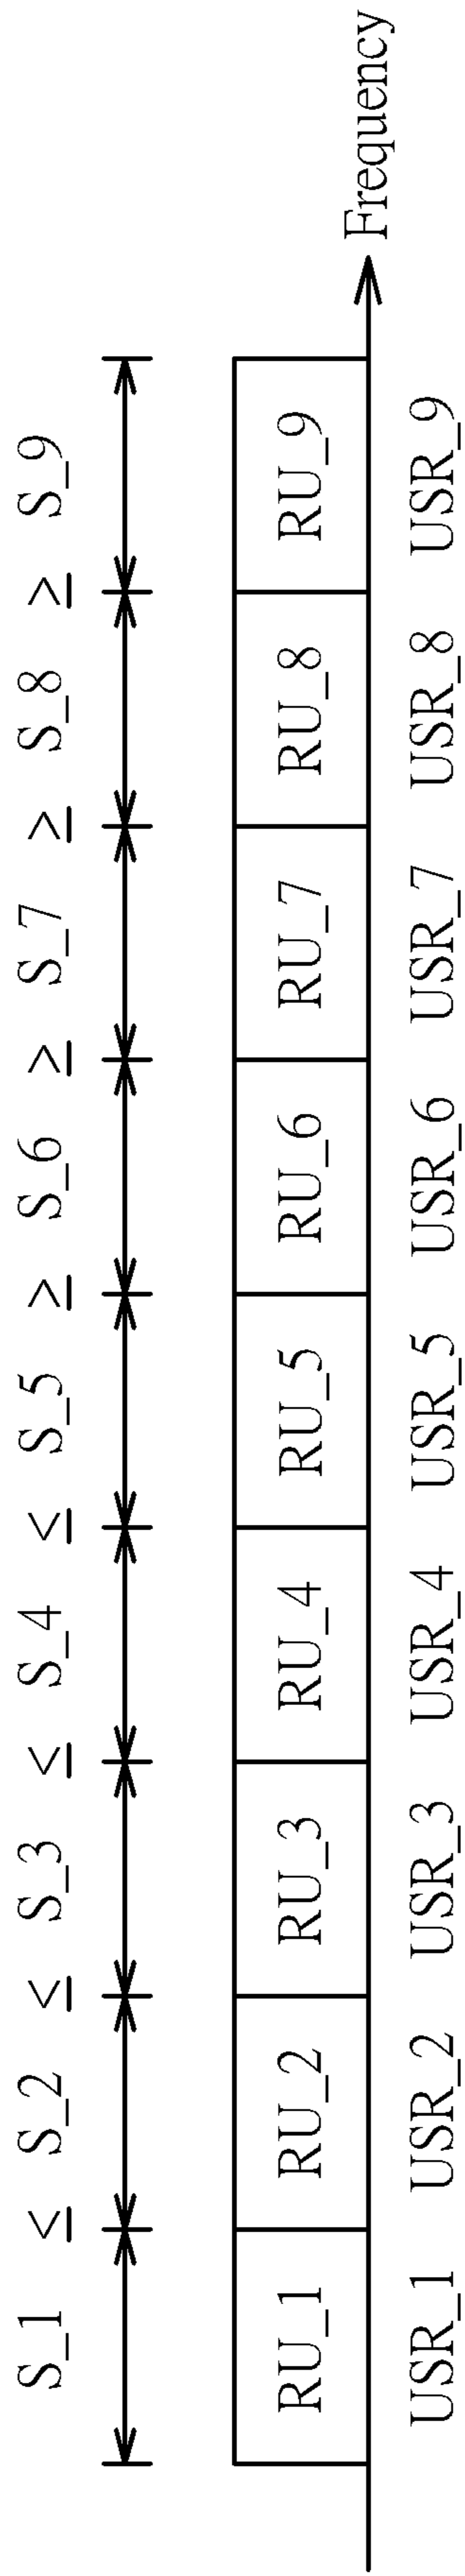 S_1 ≤ S_2 ≤ S_3 ≤ S_4 ≤ S_5 ≥ S_6 ≥ S_7 ≥ S_8 ≥ S_9
RU_1 RU_2 RU_3 RU_4 RU_5 RU_6 RU_7 RU_8 RU_9
Frequency
USR_1 USR_2 USR_3 USR_4 USR_5 USR_6 USR_7 USR_8 USR_9